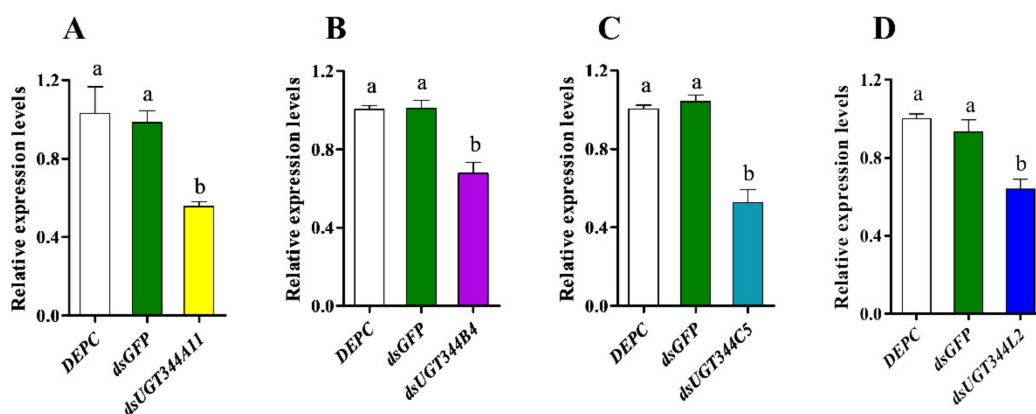 A
Relative expression levels
1.2
0.8
0.4
0.0
a
a
b
DEPC
dsGFP
dsUGT344A11
B
Relative expression levels
1.2
0.8
0.4
0.0
a
a
b
DEPC
dsGFP
dsUGT344B4
C
Relative expression levels
1.2
0.8
0.4
0.0
a
a
b
DEPC
dsGFP
dsUGT344C5
D
Relative expression levels
1.2
0.8
0.4
0.0
a
a
b
DEPC
dsGFP
dsUGT344L2